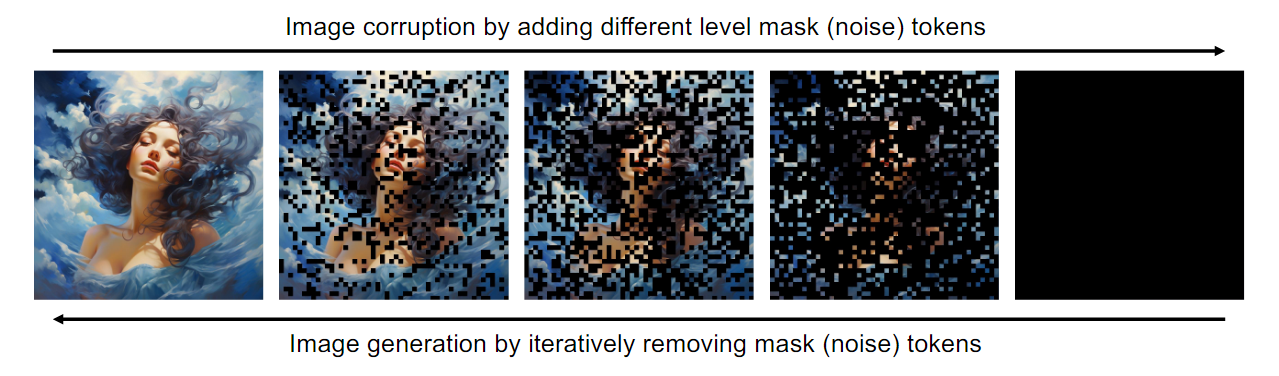 Image corruption by adding different level mask (noise) tokens
Image generation by iteratively removing mask (noise) tokens